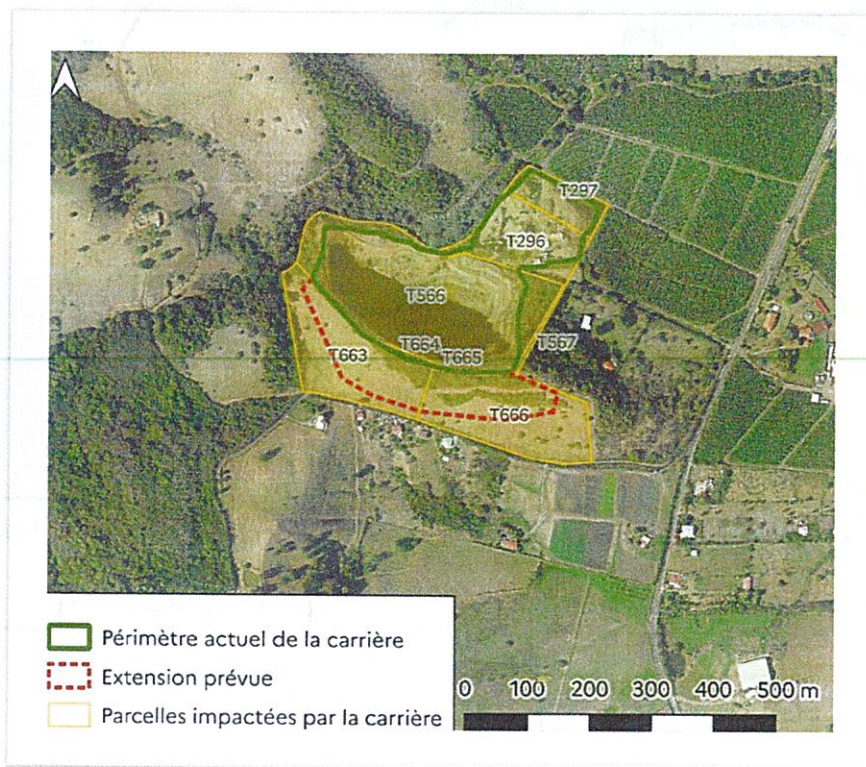 T297
T296
T566
T664
T567
T663
T665
T666
Périmètre actuel de la carrière
Extension prévue
Parcelles impactées par la carrière
0 100 200 300 400 500 m